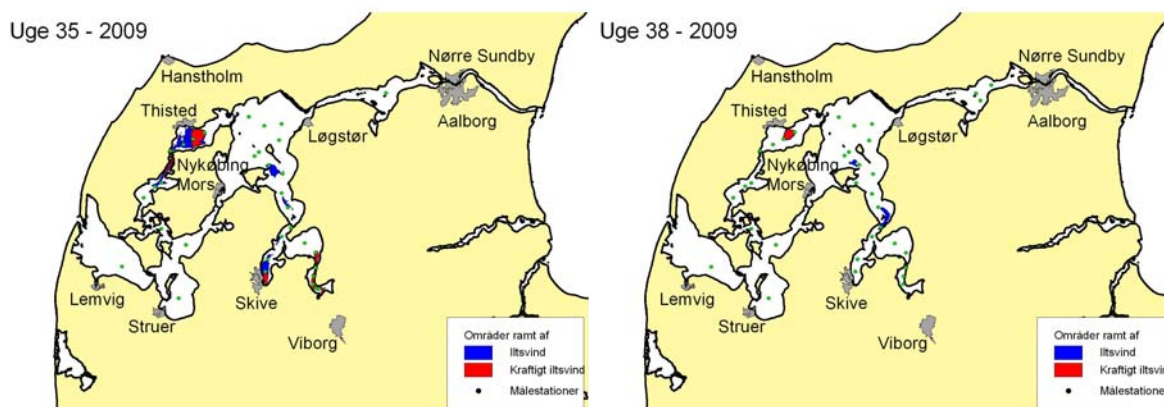 Uge 35 - 2009
Hanstholm
Nørre Sundby
Thisted
Aalborg
Løgstør
Nykøbing
Mors
Lemvig
Struer
Skive
Viborg
Områder ramt af
Iltsvind
Kraftigt iltsvind
Målestationer
Uge 38 - 2009
Hanstholm
Nørre Sundby
Thisted
Aalborg
Løgstør
Nykøbing
Mors
Lemvig
Struer
Skive
Viborg
Områder ramt af
Iltsvind
Kraftigt iltsvin
Målestationer